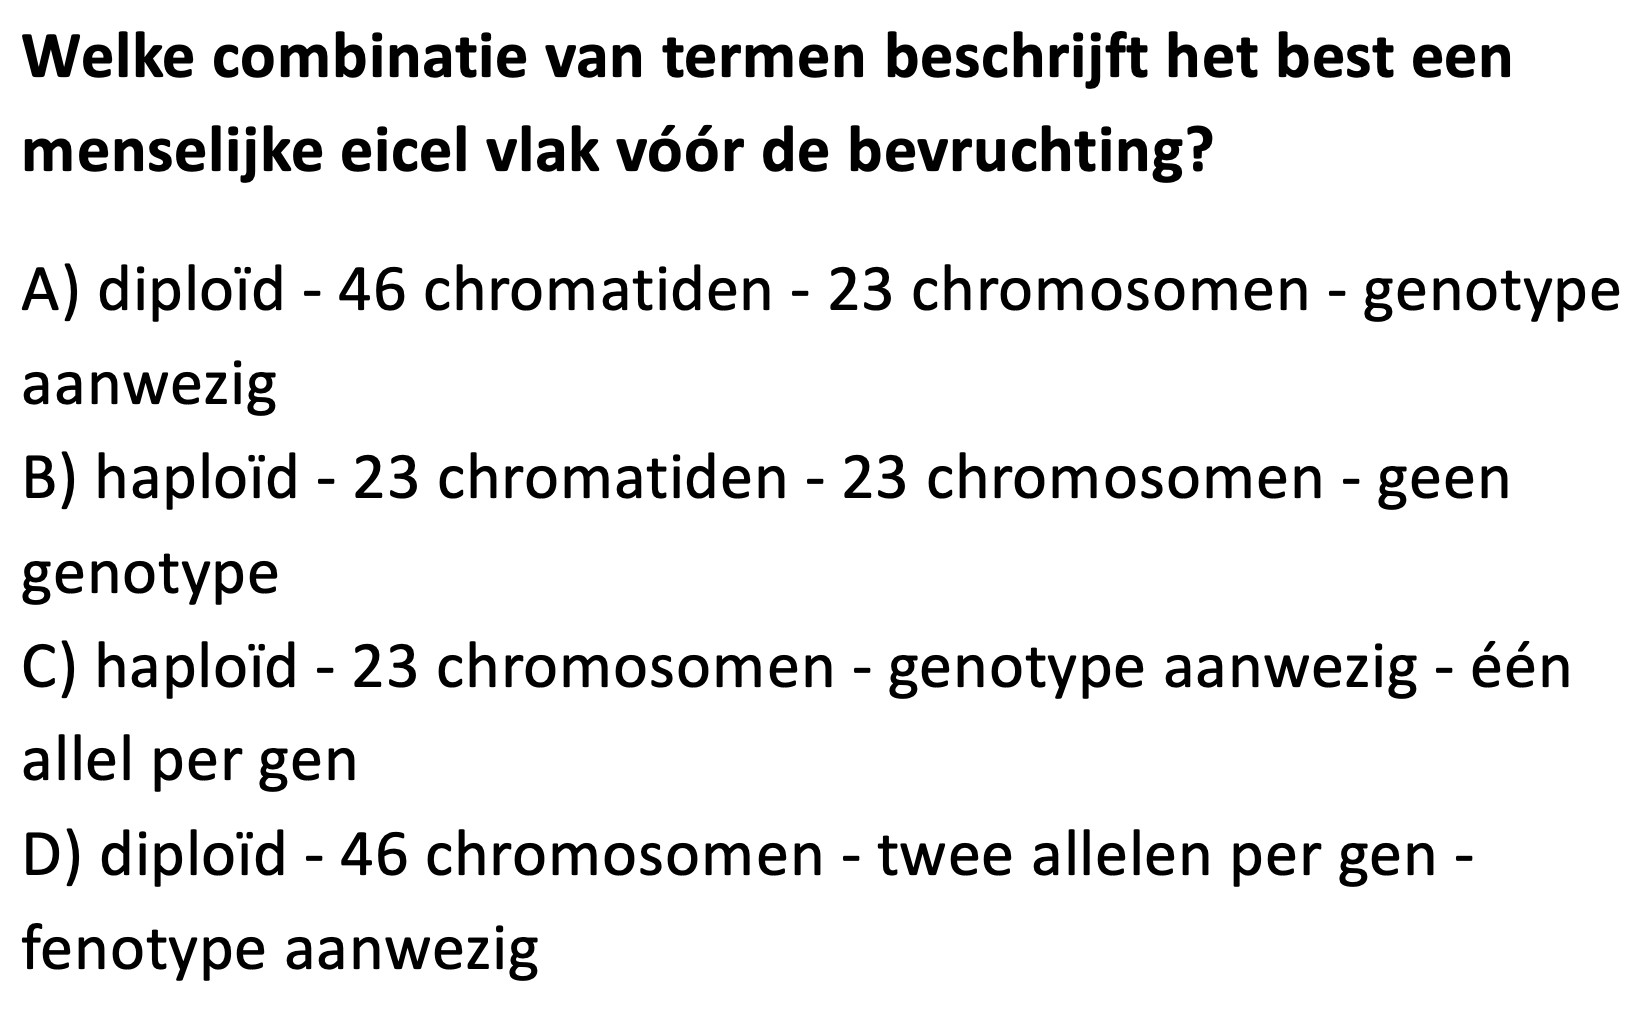 Welke combinatie van termen beschrijft het best een
menselijke eicel vlak vóór de bevruchting?
A) diploïd - 46 chromatiden - 23 chromosomen - genotype
aanwezig
B) haploïd - 23 chromatiden - 23 chromosomen - geen
genotype
C) haploïd - 23 chromosomen - genotype aanwezig - één
allel per gen
D) diploïd - 46 chromosomen - twee allelen per gen -
fenotype aanwezig